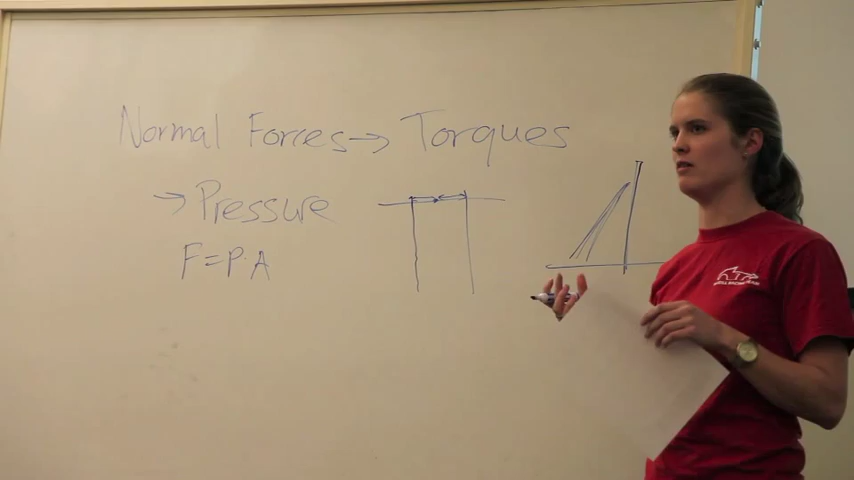 Normal Forces → Torques
→ Pressure
F = P·A